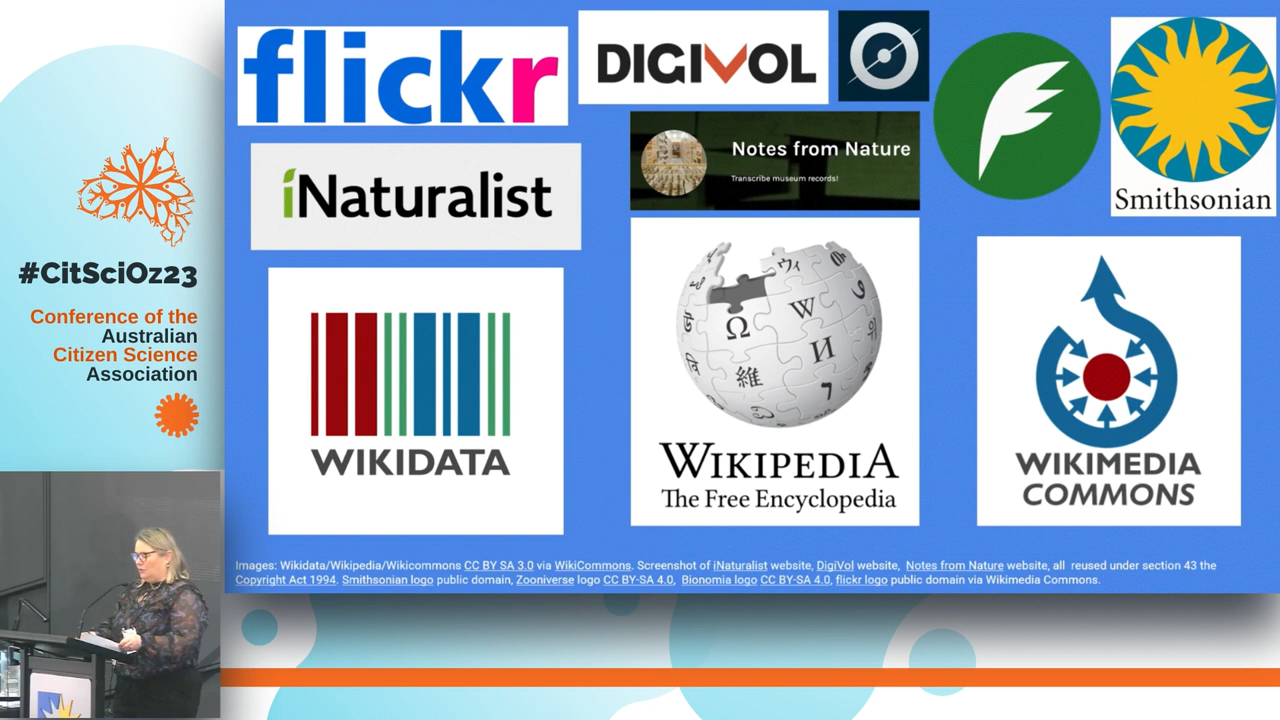 #CitSciOz23
Conference of the
Australian
Citizen Science
Association
flickr
DIGIVOL
iNaturalist
Notes from Nature
Transcribe museum records!
Smithsonian
WIKIDATA
Ω
W
И
維
WIKIPEDIA
The Free Encyclopedia
WIKIMEDIA
COMMONS
Images: Wikidata/Wikipedia/Wikicommons CC BY SA 3.0 via WikiCommons. Screenshot of iNaturalist website, DigiVol website, Notes from Nature website, all reused under section 43 the
Copyright Act 1994. Smithsonian logo public domain, Zooniverse logo CC BY-SA 4.0, Bionomia logo CC BY-SA 4.0, flickr logo public domain via Wikimedia Commons.